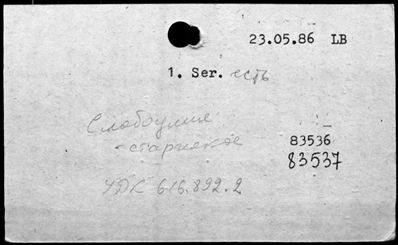 23.05.86 LB
1. Ser. есть
Слабоумие
- старческое
83536
83537
УДК 616.892.2